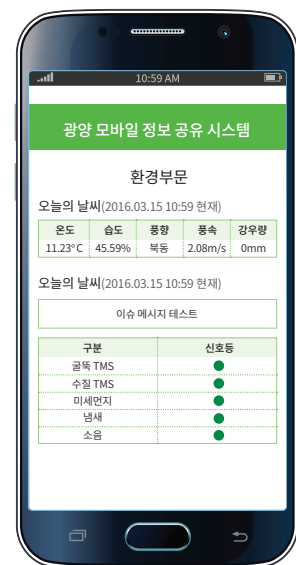 10:59 AM
광양 모바일 정보 공유 시스템
환경부문
오늘의 날씨(2016.03.15 10:59 현재)
온도 습도 풍향 풍속 강우량
11.23°C 45.59% 북동 2.08m/s 0mm
오늘의 날씨(2016.03.15 10:59 현재)
이슈 메시지 테스트
구분 신호등
굴뚝 TMS
수질 TMS
미세먼지
냄새
소음